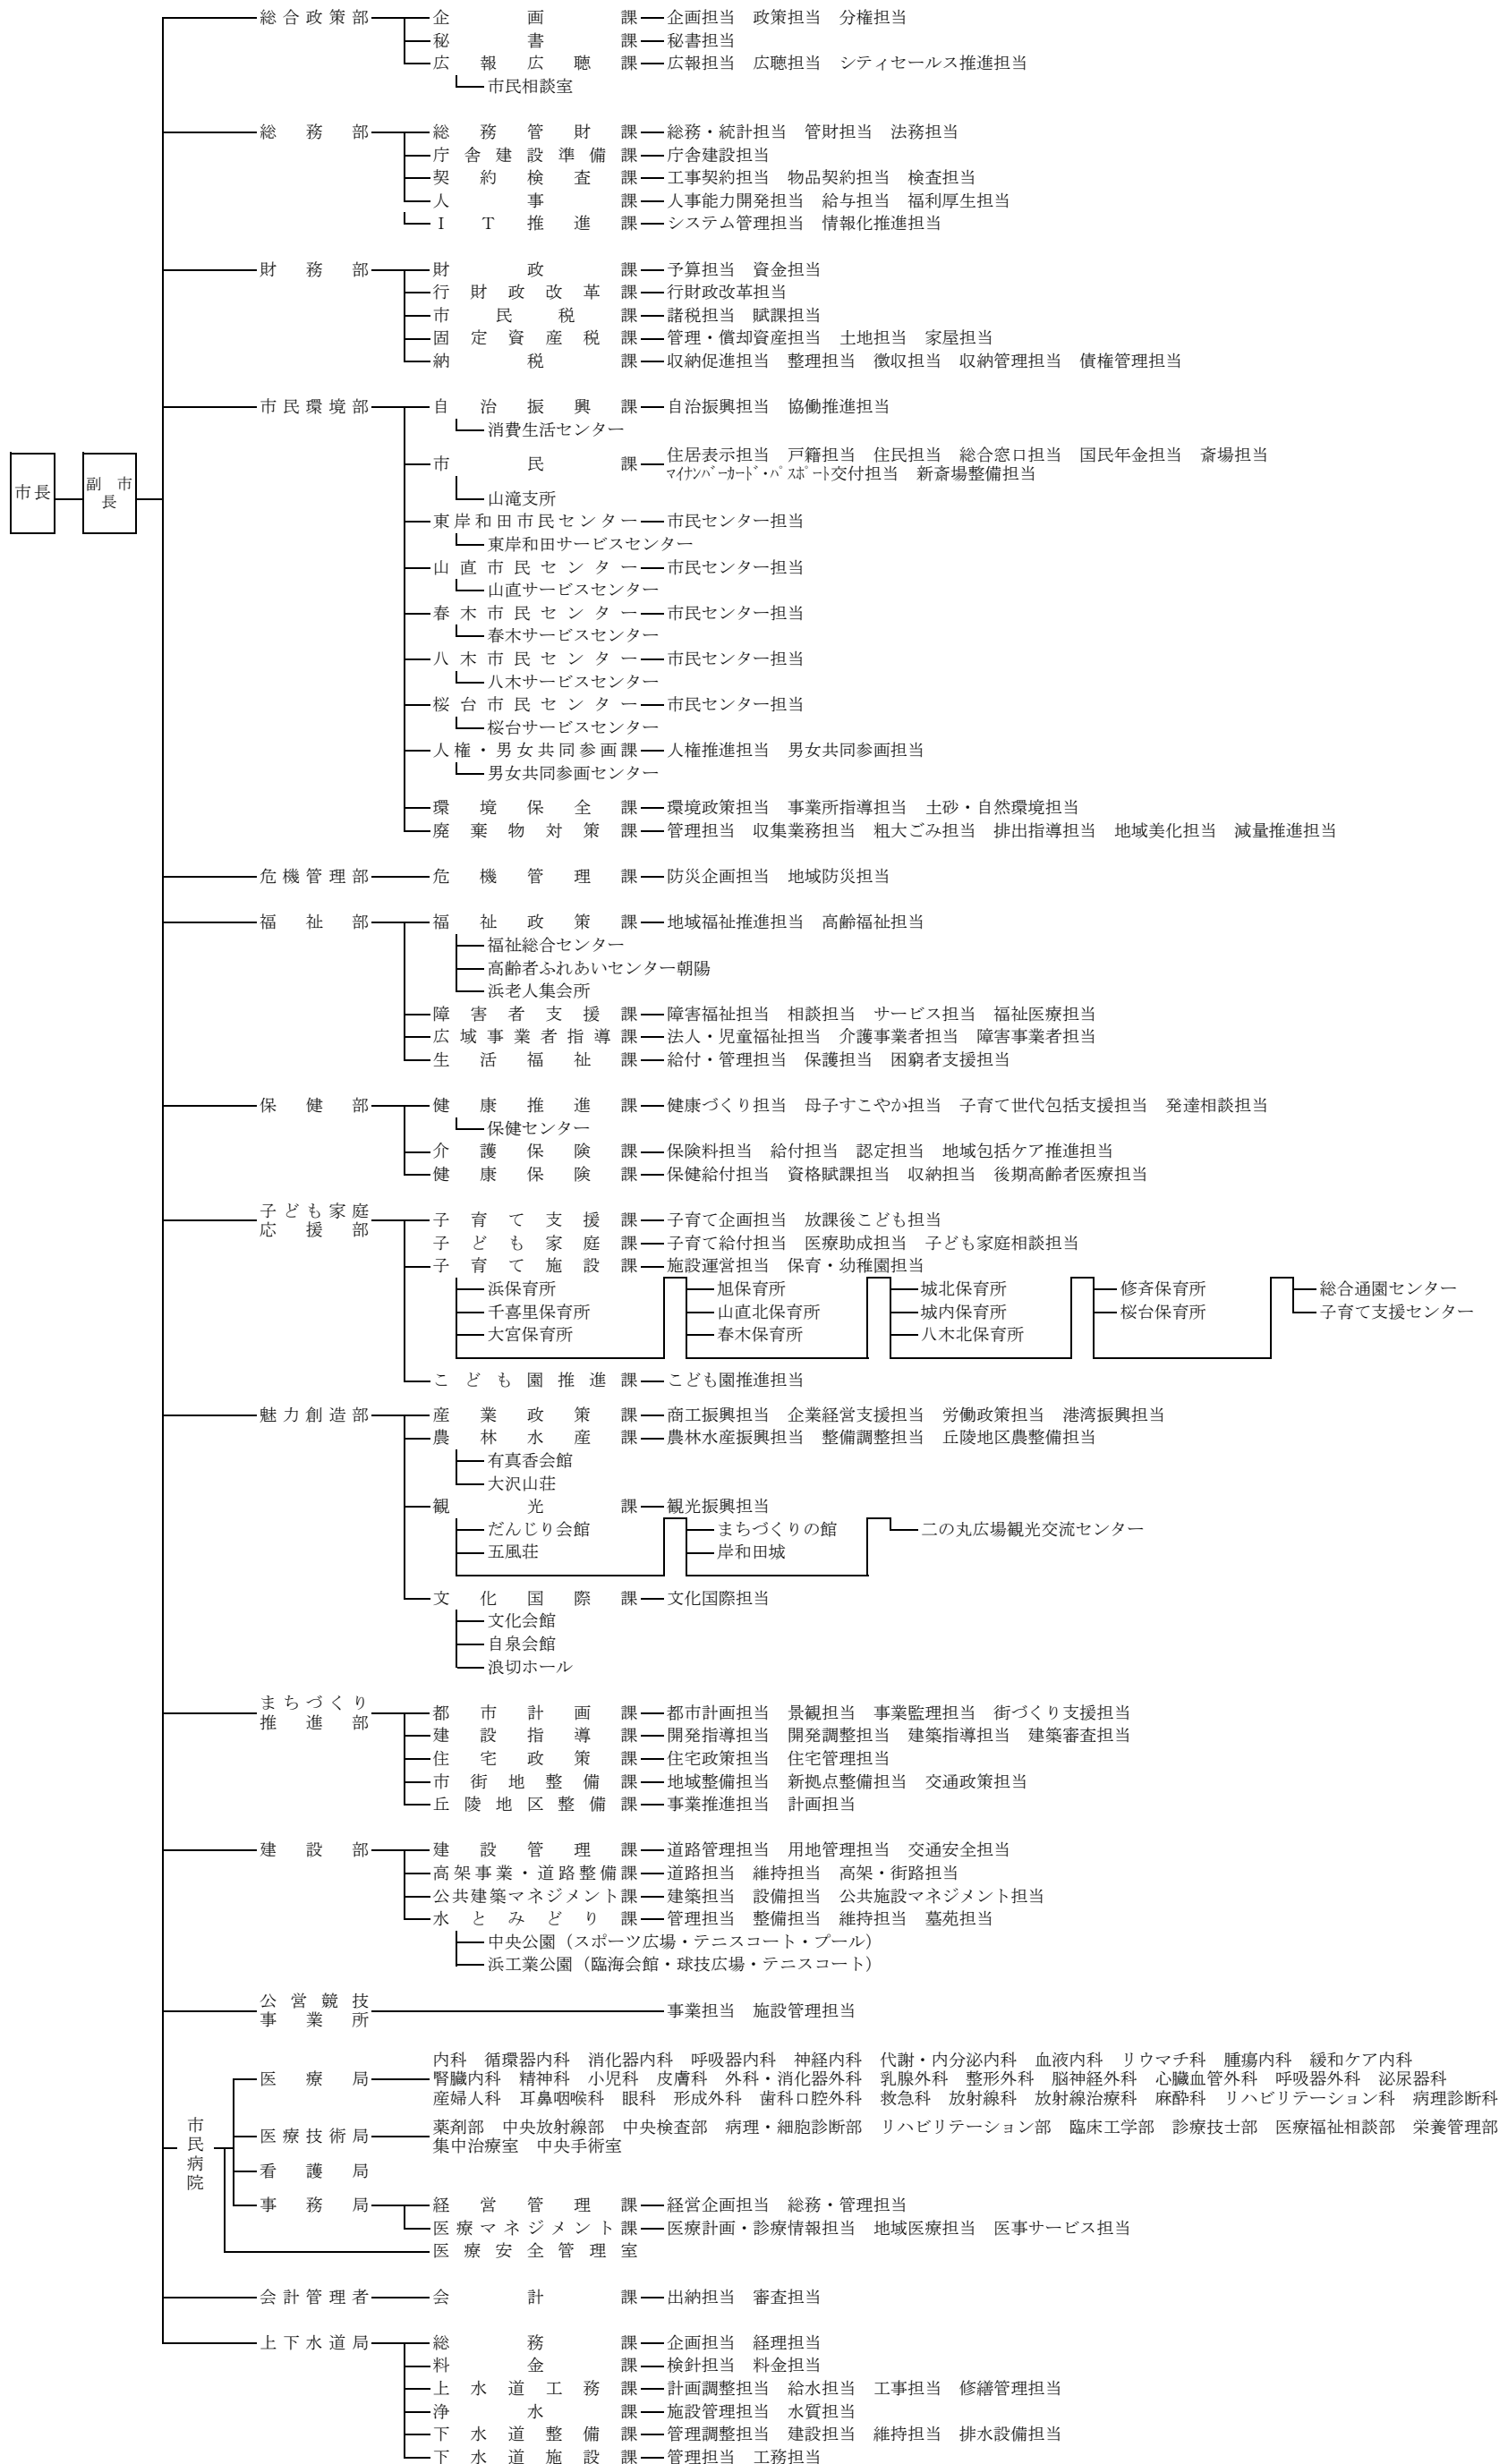 総合政策部 企画課 企画担当 政策担当 分権担当
秘書課 秘書担当
広報広聴課 広報担当 広聴担当 シティセールス推進担当
市民相談室
総務部 総務管財課 総務・統計担当 管財担当 法務担当
庁舎建設準備課 庁舎建設担当
契約検査課 工事契約担当 物品契約担当 検査担当
人事課 人事能力開発担当 給与担当 福利厚生担当
ＩＴ推進課 システム管理担当 情報化推進担当
財務部 財政課 予算担当 資金担当
行財政改革課 行財政改革担当
市民税課 諸税担当 賦課担当
固定資産税課 管理・償却資産担当 土地担当 家屋担当
納税課 収納促進担当 整理担当 徴収担当 収納管理担当 債権管理担当
市民環境部 自治振興課 自治振興担当 協働推進担当
消費生活センター
市長 副市長
市民課 住居表示担当 戸籍担当 住民担当 総合窓口担当 国民年金担当 斎場担当
ﾏｲﾅﾝﾊﾞｰｶｰﾄﾞ・ﾊﾟｽﾎﾟｰﾄ交付担当 新斎場整備担当
山滝支所
東岸和田市民センター 市民センター担当
東岸和田サービスセンター
山直市民センター 市民センター担当
山直サービスセンター
春木市民センター 市民センター担当
春木サービスセンター
八木市民センター 市民センター担当
八木サービスセンター
桜台市民センター 市民センター担当
桜台サービスセンター
人権・男女共同参画課 人権推進担当 男女共同参画担当
男女共同参画センター
環境保全課 環境政策担当 事業所指導担当 土砂・自然環境担当
廃棄物対策課 管理担当 収集業務担当 粗大ごみ担当 排出指導担当 地域美化担当 減量推進担当
危機管理部 危機管理課 防災企画担当 地域防災担当
福祉部 福祉政策課 地域福祉推進担当 高齢福祉担当
福祉総合センター
高齢者ふれあいセンター朝陽
浜老人集会所
障害者支援課 障害福祉担当 相談担当 サービス担当 福祉医療担当
広域事業者指導課 法人・児童福祉担当 介護事業者担当 障害事業者担当
生活福祉課 給付・管理担当 保護担当 困窮者支援担当
保健部 健康推進課 健康づくり担当 母子すこやか担当 子育て世代包括支援担当 発達相談担当
保健センター
介護保険課 保険料担当 給付担当 認定担当 地域包括ケア推進担当
健康保険課 保健給付担当 資格賦課担当 収納担当 後期高齢者医療担当
子ども家庭応援部 子育て支援課 子育て企画担当 放課後こども担当
子ども家庭課 子育て給付担当 医療助成担当 子ども家庭相談担当
子育て施設課 施設運営担当 保育・幼稚園担当
浜保育所 旭保育所 城北保育所 修斉保育所 総合通園センター
千喜里保育所 山直北保育所 城内保育所 桜台保育所 子育て支援センター
大宮保育所 春木保育所 八木北保育所
こども園推進課 こども園推進担当
魅力創造部 産業政策課 商工振興担当 企業経営支援担当 労働政策担当 港湾振興担当
農林水産課 農林水産振興担当 整備調整担当 丘陵地区農整備担当
有真香会館
大沢山荘
観光課 観光振興担当
だんじり会館 まちづくりの館 二の丸広場観光交流センター
五風荘 岸和田城
文化国際課 文化国際担当
文化会館
自泉会館
浪切ホール
まちづくり推進部 都市計画課 都市計画担当 景観担当 事業監理担当 街づくり支援担当
建設指導課 開発指導担当 開発調整担当 建築指導担当 建築審査担当
住宅政策課 住宅政策担当 住宅管理担当
市街地整備課 地域整備担当 新拠点整備担当 交通政策担当
丘陵地区整備課 事業推進担当 計画担当
建設部 建設管理課 道路管理担当 用地管理担当 交通安全担当
高架事業・道路整備課 道路担当 維持担当 高架・街路担当
公共建築マネジメント課 建築担当 設備担当 公共施設マネジメント担当
水とみどり課 管理担当 整備担当 維持担当 墓苑担当
中央公園（スポーツ広場・テニスコート・プール）
浜工業公園（臨海会館・球技広場・テニスコート）
公営競技事業所 事業担当 施設管理担当
市民病院
医療局 内科 循環器内科 消化器内科 呼吸器内科 神経内科 代謝・内分泌内科 血液内科 リウマチ科 腫瘍内科 緩和ケア内科
腎臓内科 精神科 小児科 皮膚科 外科・消化器外科 乳腺外科 整形外科 脳神経外科 心臓血管外科 呼吸器外科 泌尿器科
産婦人科 耳鼻咽喉科 眼科 形成外科 歯科口腔外科 救急科 放射線科 放射線治療科 麻酔科 リハビリテーション科 病理診断科
医療技術局 薬剤部 中央放射線部 中央検査部 病理・細胞診断部 リハビリテーション部 臨床工学部 診療技士部 医療福祉相談部 栄養管理部
集中治療室 中央手術室
看護局
事務局 経営管理課 経営企画担当 総務・管理担当
医療マネジメント課 医療計画・診療情報担当 地域医療担当 医事サービス担当
医療安全管理室
会計管理者 会計課 出納担当 審査担当
上下水道局 総務課 企画担当 経理担当
料金課 検針担当 料金担当
上水道工務課 計画調整担当 給水担当 工事担当 修繕管理担当
浄水課 施設管理担当 水質担当
下水道整備課 管理調整担当 建設担当 維持担当 排水設備担当
下水道施設課 管理担当 工務担当